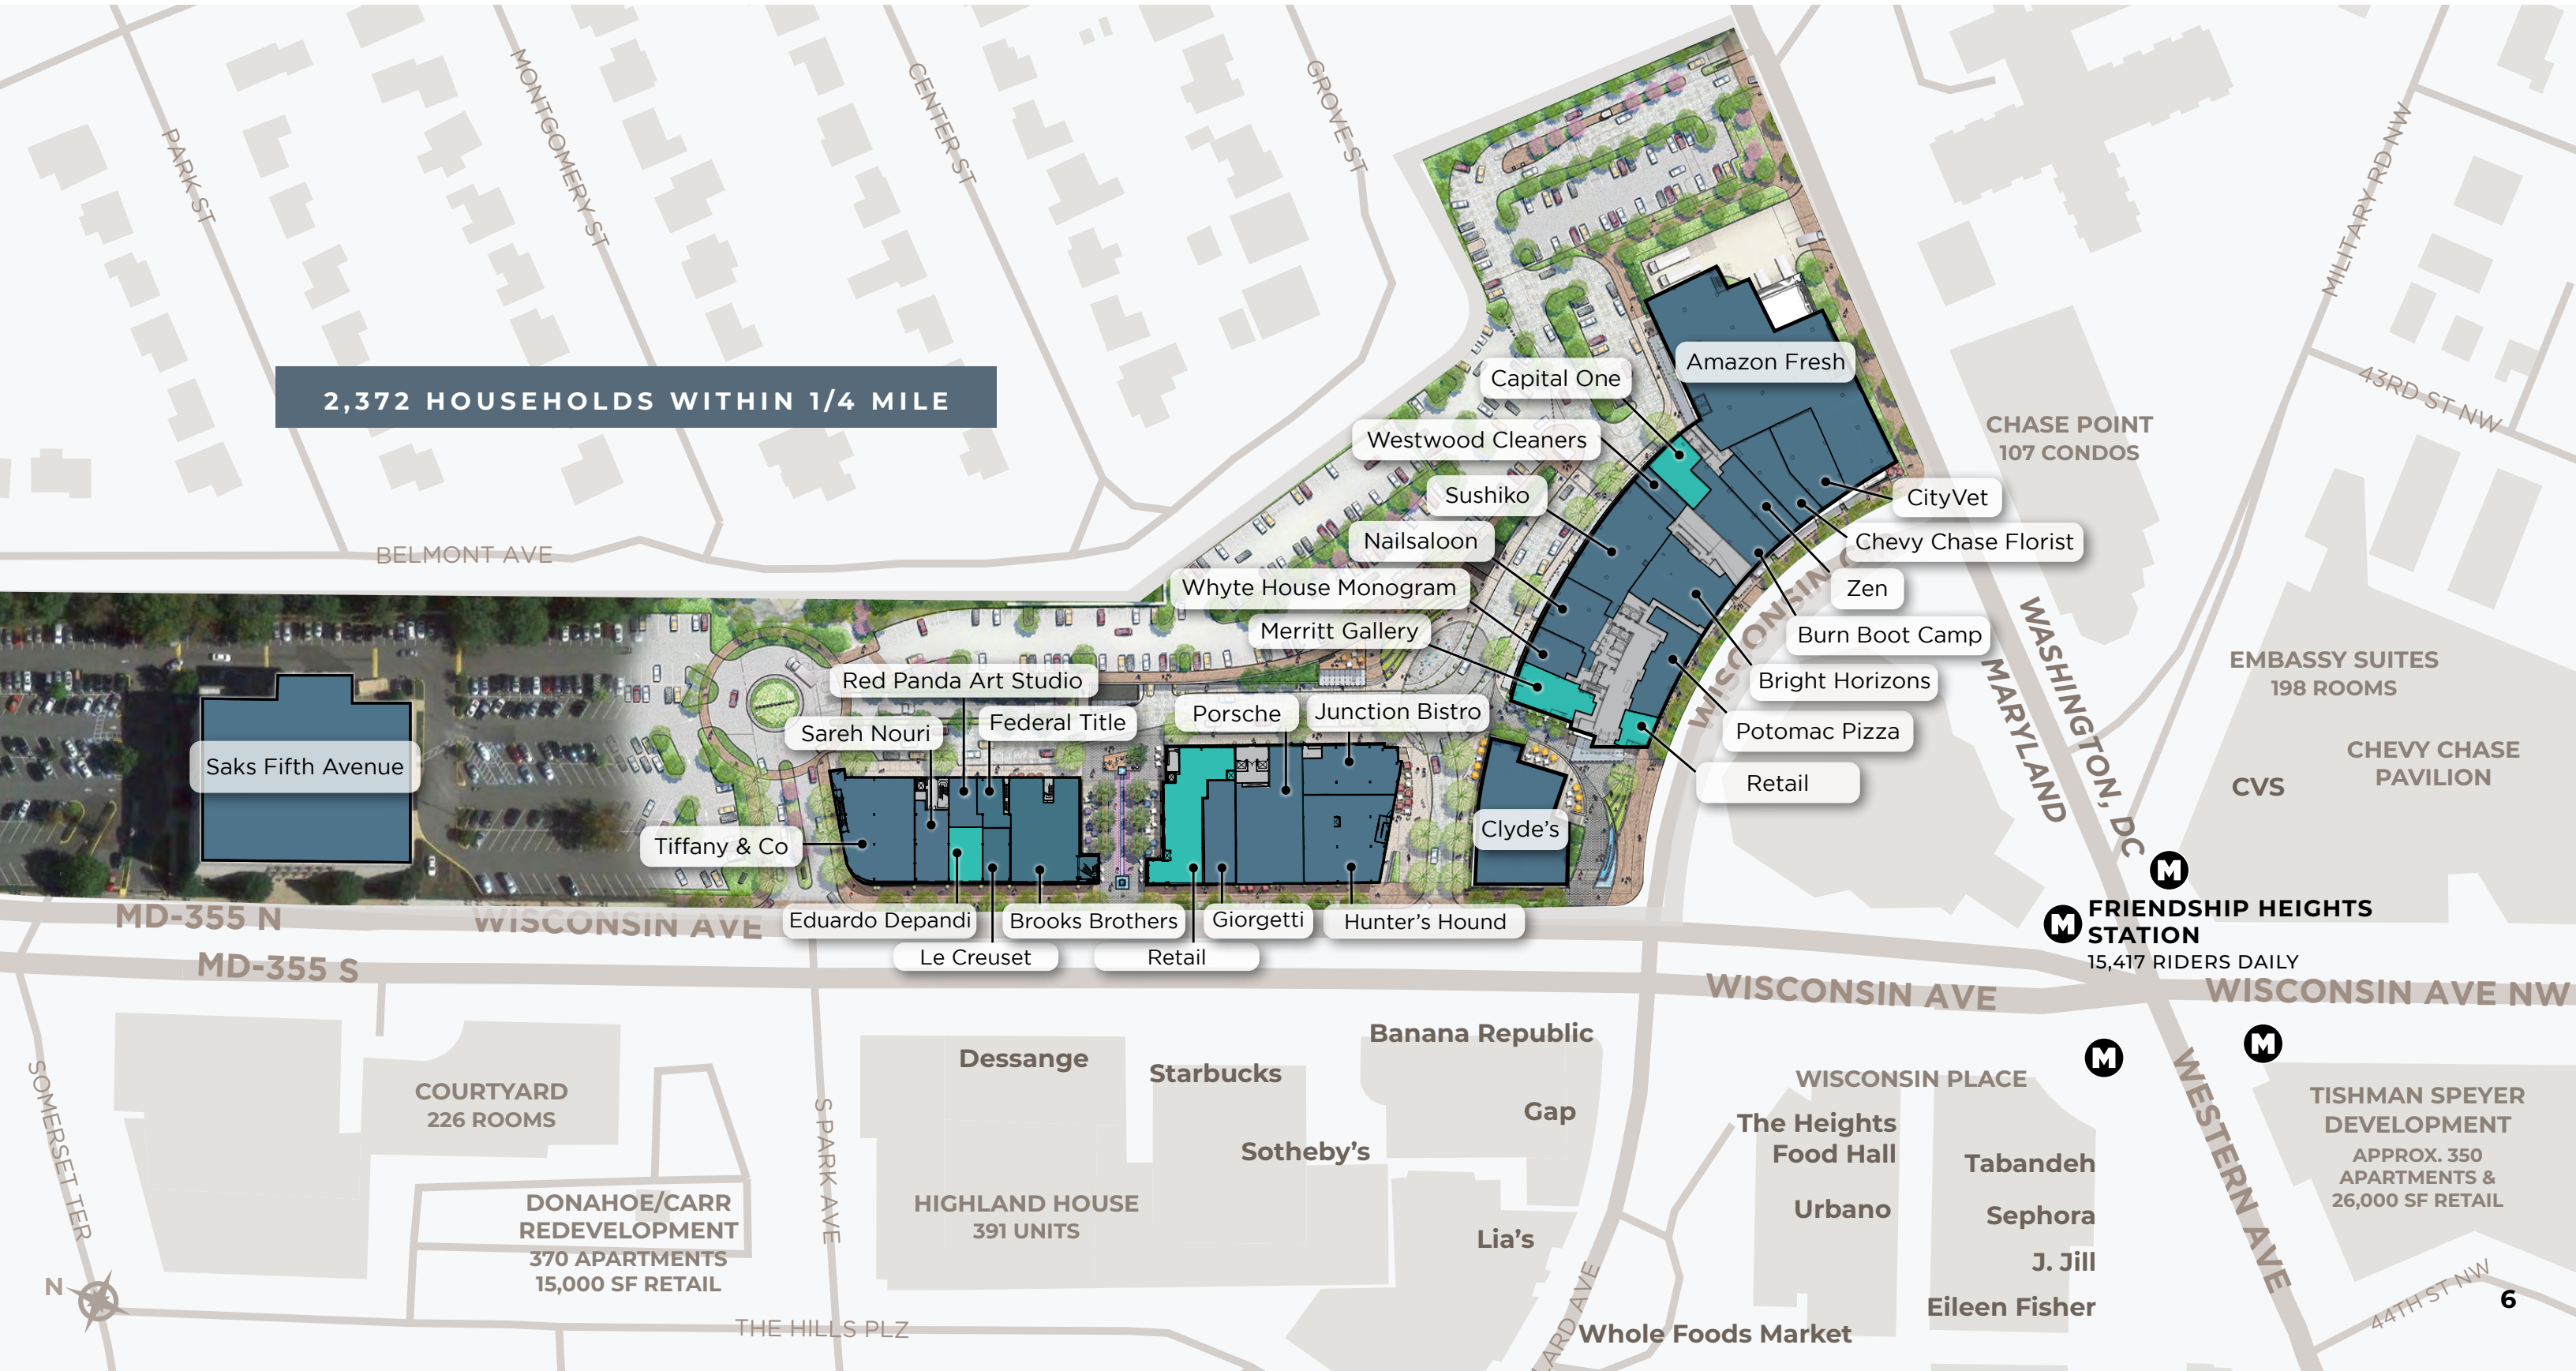 PARK ST
MONTGOMERY ST
CENTER ST
GROVE ST
MILITARY RD NW
43RD ST NW
2,372 HOUSEHOLDS WITHIN 1/4 MILE
BELMONT AVE
Amazon Fresh
Capital One
Westwood Cleaners
Sushiko
Nailsaloon
Whyte House Monogram
Merritt Gallery
CityVet
Chevy Chase Florist
Zen
Burn Boot Camp
Bright Horizons
Potomac Pizza
Retail
WISCONSIN C
CHASE POINT
107 CONDOS
WASHINGTON, DC
MARYLAND
EMBASSY SUITES
198 ROOMS
CHEVY CHASE
PAVILION
CVS
Saks Fifth Avenue
Red Panda Art Studio
Federal Title
Sareh Nouri
Tiffany & Co
Porsche
Junction Bistro
Clyde's
Eduardo Depandi
Brooks Brothers
Giorgetti
Hunter's Hound
Le Creuset
Retail
MD-355 N
WISCONSIN AVE
MD-355 S
WISCONSIN AVE
WISCONSIN AVE NW
M
M
FRIENDSHIP HEIGHTS
STATION
15,417 RIDERS DAILY
M
M
SOMERSET TER
COURTYARD
226 ROOMS
DONAHOE/CARR
REDEVELOPMENT
370 APARTMENTS
15,000 SF RETAIL
S PARK AVE
Dessange
Starbucks
Banana Republic
Gap
Sotheby's
HIGHLAND HOUSE
391 UNITS
Lia's
WISCONSIN PLACE
The Heights
Food Hall
Urbano
Tabandeh
Sephora
J. Jill
Eileen Fisher
Whole Foods Market
LARD AVE
WESTERN AVE
TISHMAN SPEYER
DEVELOPMENT
APPROX. 350
APARTMENTS &
26,000 SF RETAIL
44TH ST NW
THE HILLS PLZ
N
6